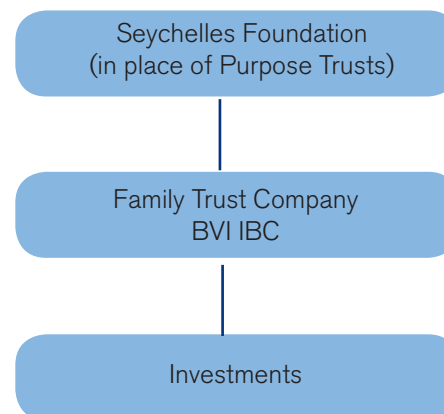 Seychelles Foundation
(in place of Purpose Trusts)
Family Trust Company
BVI IBC
Investments